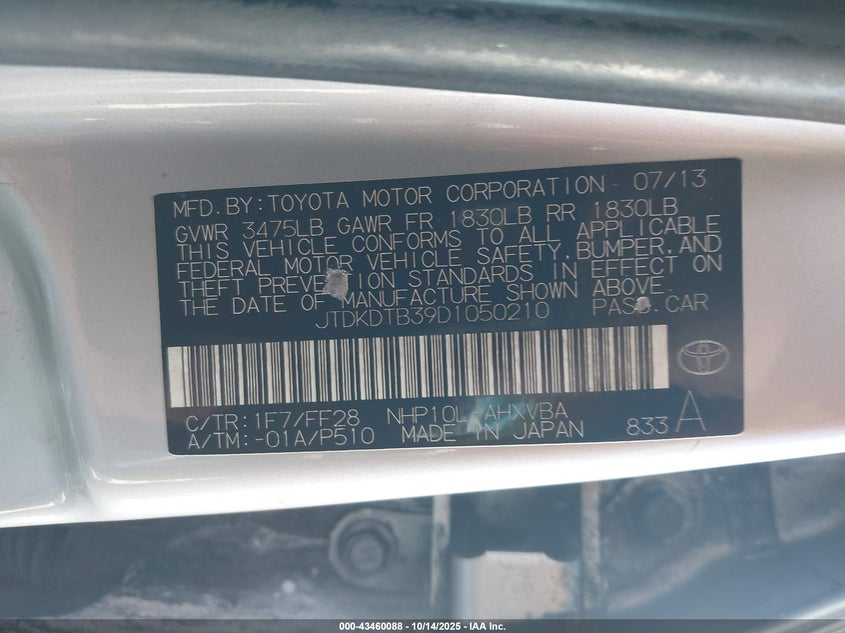 MFD. BY: TOYOTA MOTOR CORPORATION 07/13
GVWR 3475LB GAWR FR 1830LB RR 1830LB
THIS VEHICLE CONFORMS TO ALL APPLICABLE
FEDERAL MOTOR VEHICLE SAFETY, BUMPER, AND
THEFT PREVENTION STANDARDS IN EFFECT ON
THE DATE OF MANUFACTURE SHOWN ABOVE.
JTDKDTB39D1050210 PASS.CAR
C/TR: 1F7/FF28 NHP10L-AHXVBA
A/TM: -01A/P510 MADE IN JAPAN 833 A
000-43460088 - 10/14/2025 - IAA Inc.